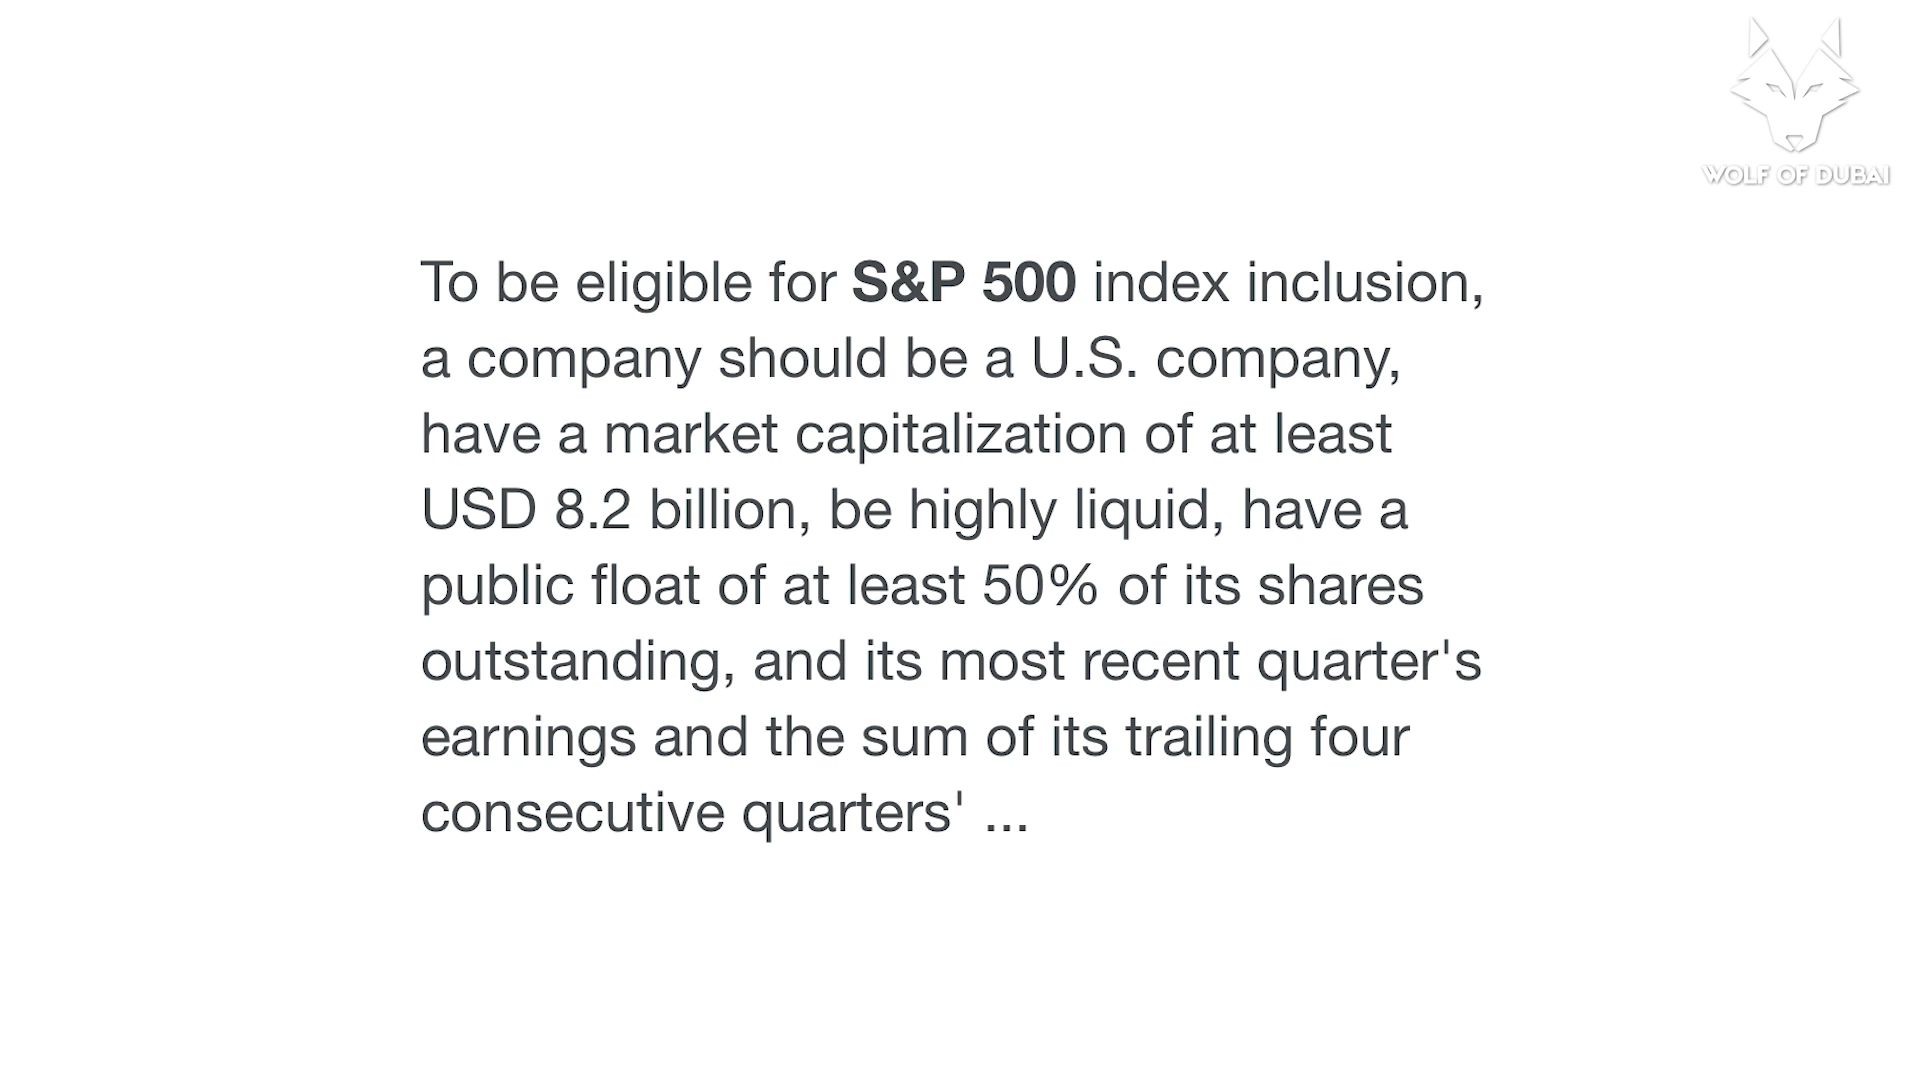 WOLF OF DUBAI
To be eligible for S&P 500 index inclusion,
a company should be a U.S. company,
have a market capitalization of at least
USD 8.2 billion, be highly liquid, have a
public float of at least 50% of its shares
outstanding, and its most recent quarter's
earnings and the sum of its trailing four
consecutive quarters' ...